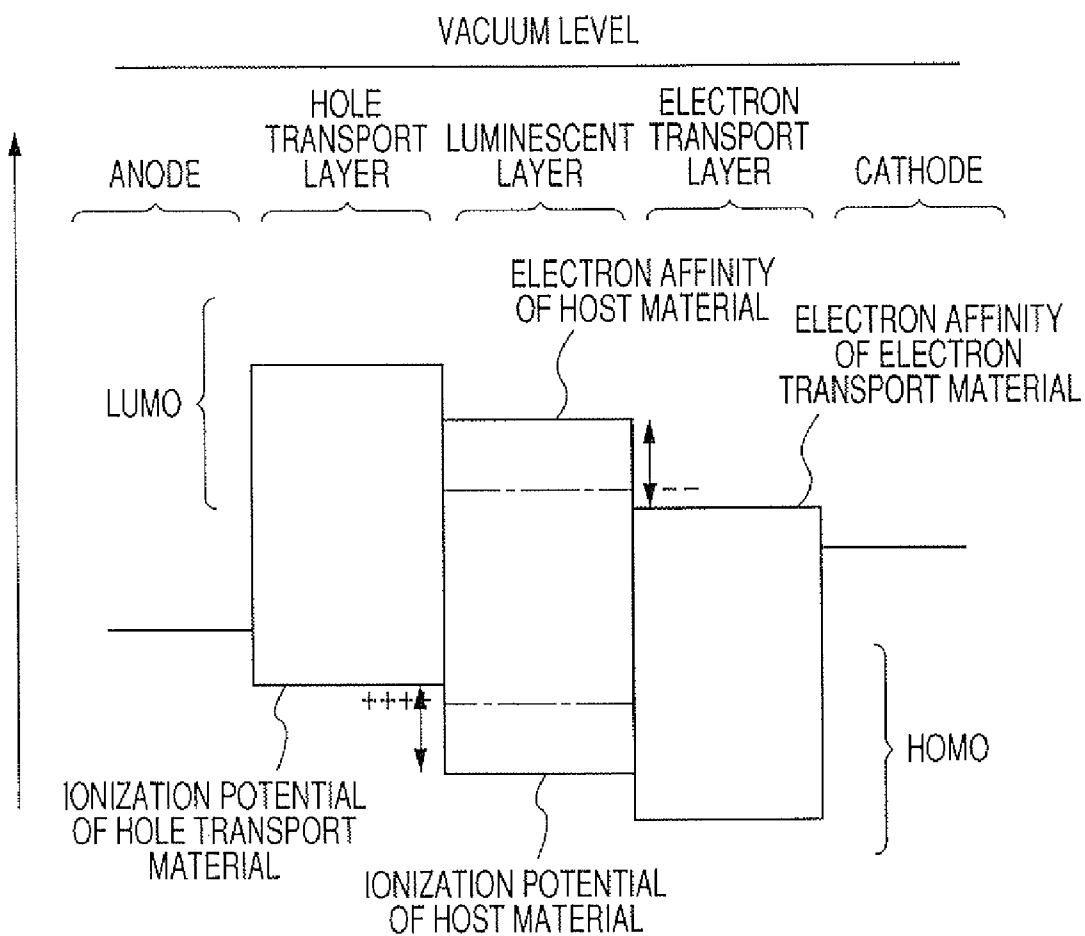 VACUUM LEVEL
HOLE
TRANSPORT
LAYER
LUMINESCENT
LAYER
ELECTRON
TRANSPORT
LAYER
ANODE
CATHODE
ELECTRON AFFINITY
OF HOST MATERIAL
ELECTRON AFFINITY
OF ELECTRON
TRANSPORT MATERIAL
LUMO
--
++++
HOMO
IONIZATION POTENTIAL
OF HOLE TRANSPORT
MATERIAL
IONIZATION POTENTIAL
OF HOST MATERIAL